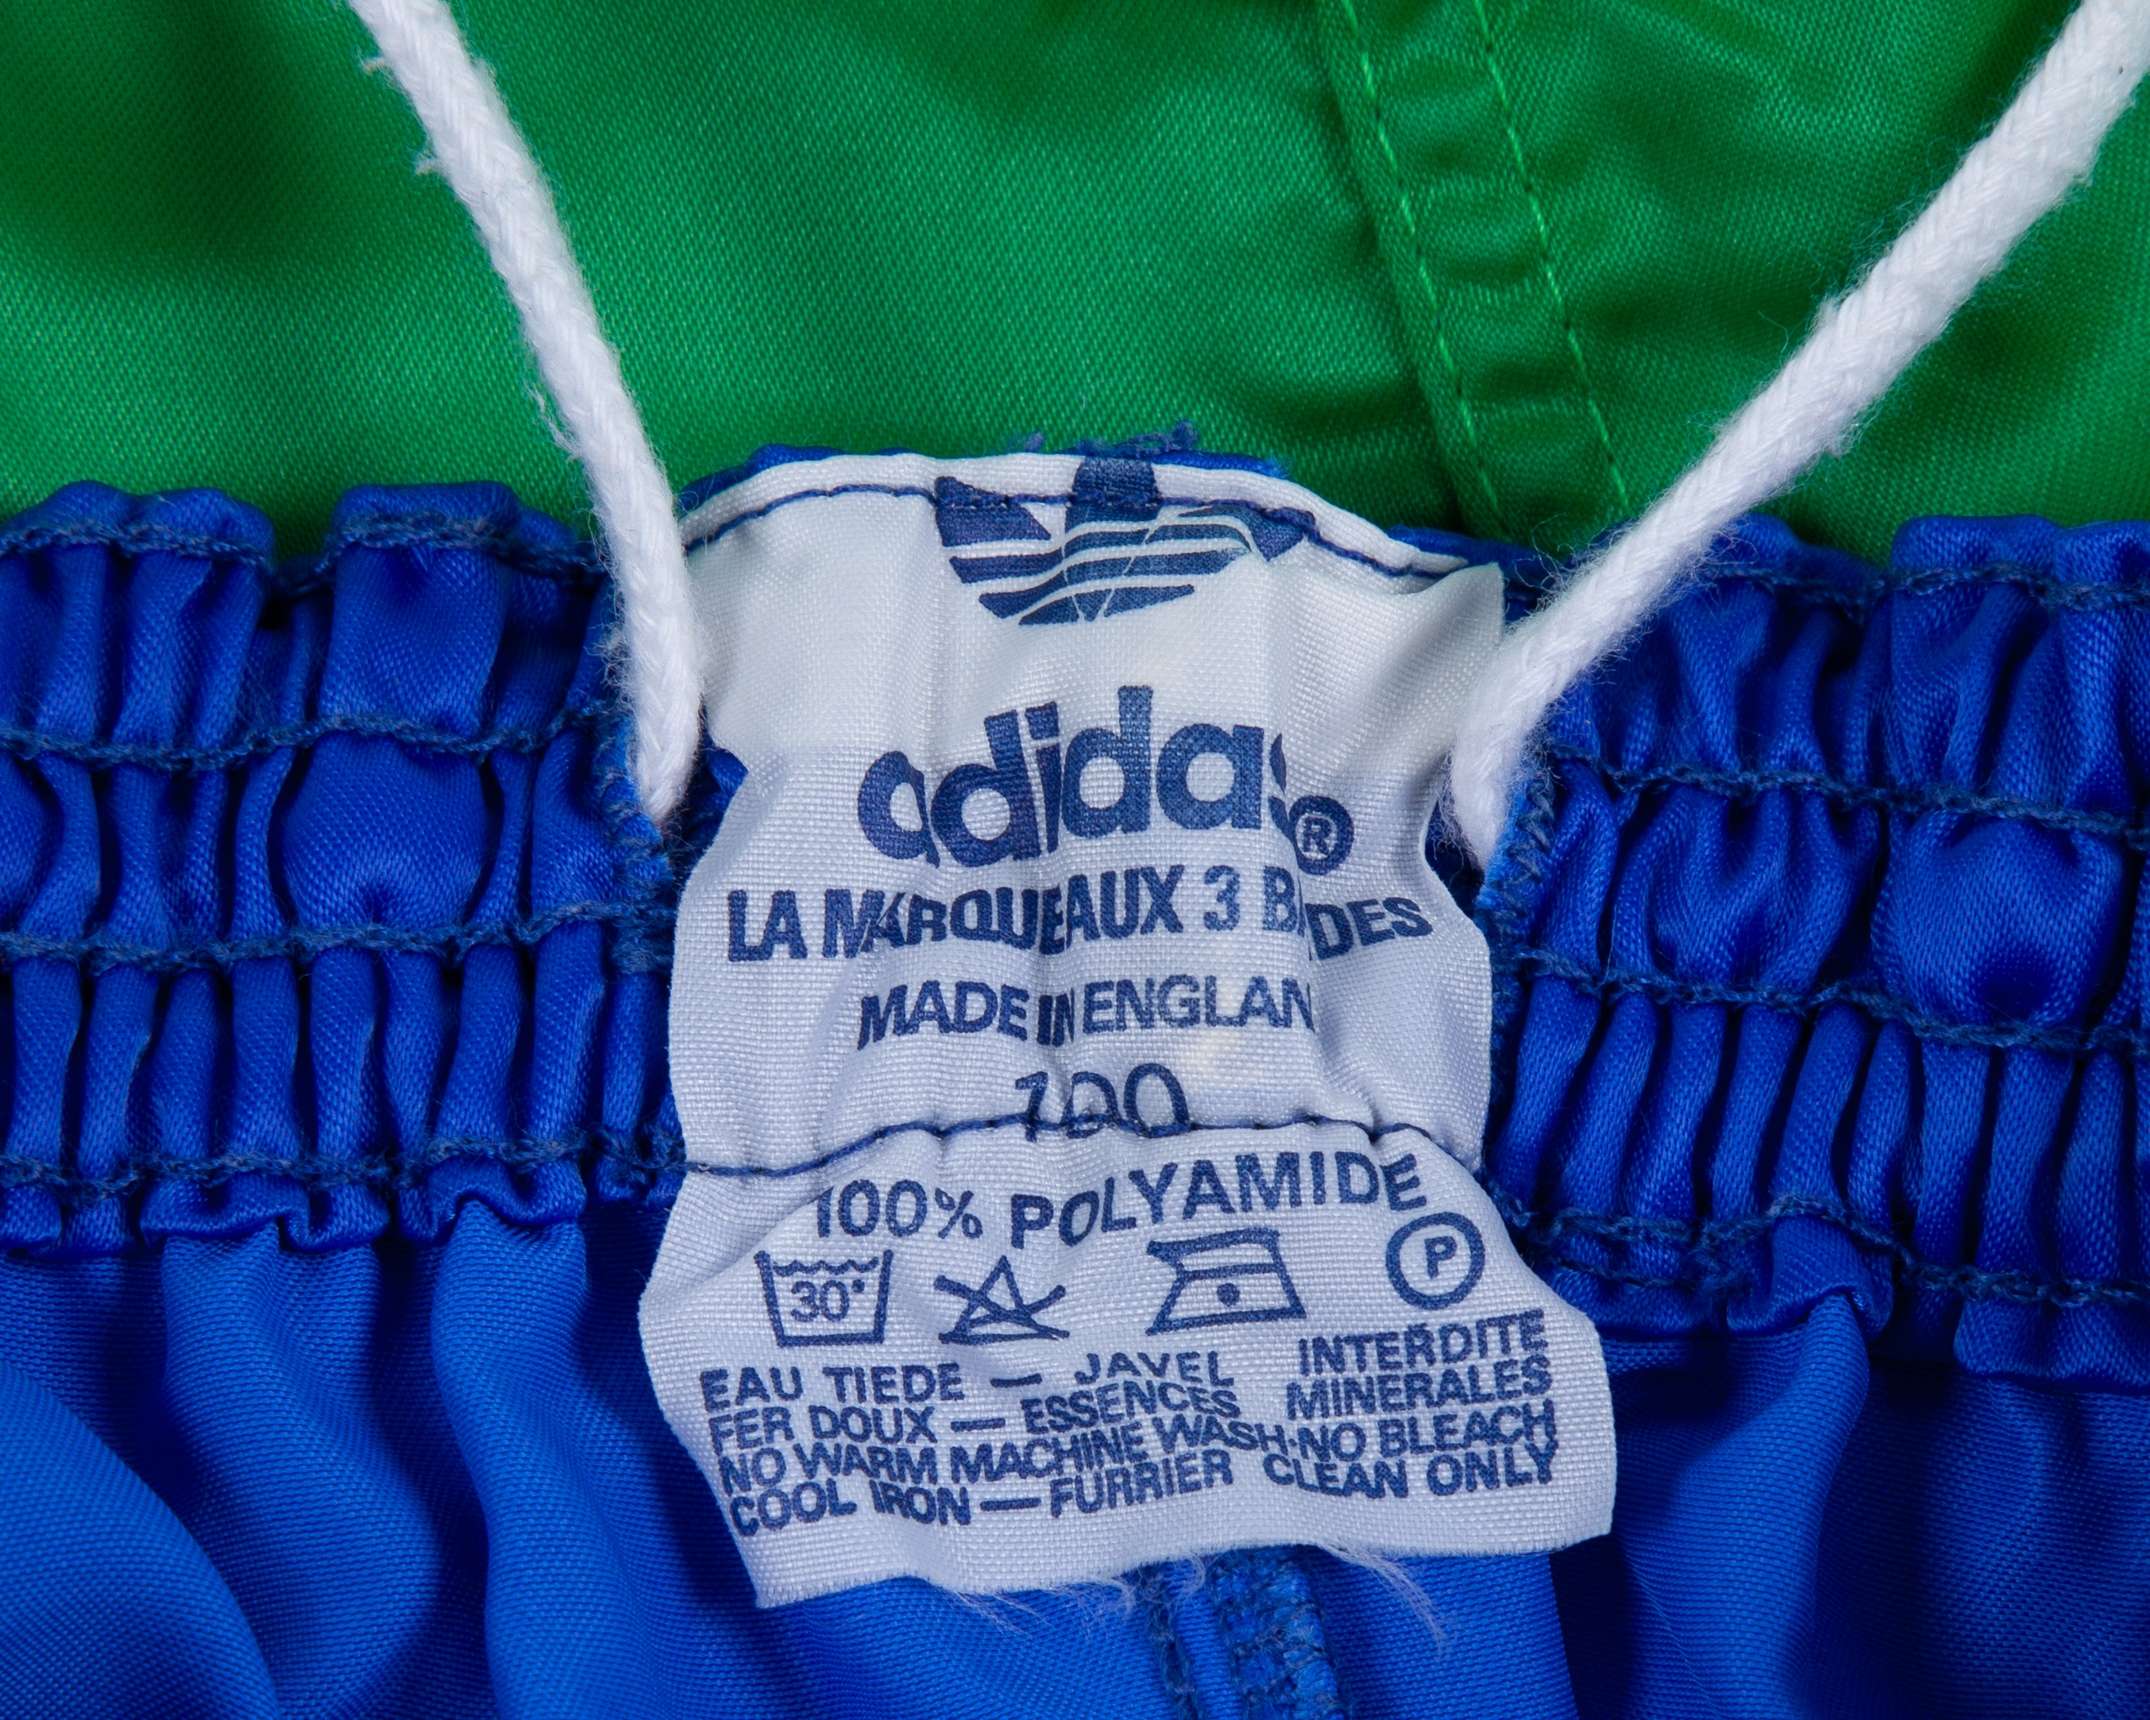 adidas®
LA MARQUE AUX 3 BANDES
MADE IN ENGLAND
100
100% POLYAMIDE
30° P
EAU TIEDE — JAVEL INTERDITE
FER DOUX — ESSENCES MINERALES
NO WARM MACHINE WASH-NO BLEACH
COOL IRON — FURRIER CLEAN ONLY